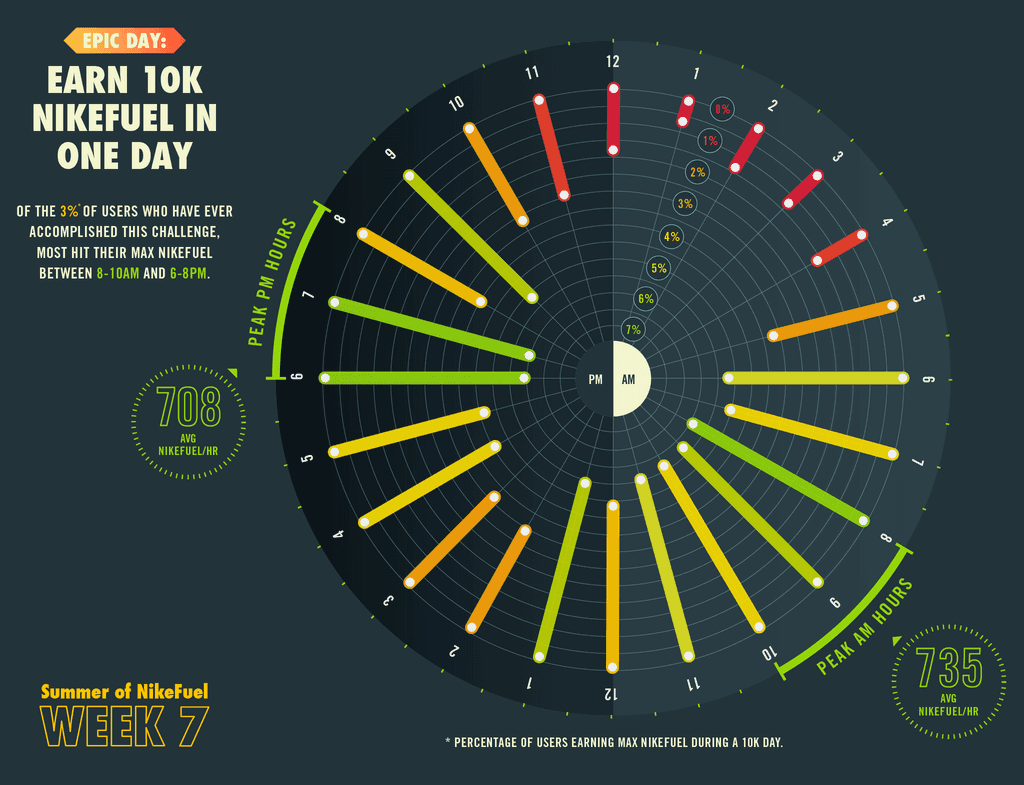 EPIC DAY:
EARN 10K
NIKEFUEL IN
ONE DAY
OF THE 3%* OF USERS WHO HAVE EVER
ACCOMPLISHED THIS CHALLENGE,
MOST HIT THEIR MAX NIKEFUEL
BETWEEN 8-10AM AND 6-8PM.
12
1
2
3
4
5
6
7
8
9
10
11
12
1
2
3
4
5
6
7
8
9
10
11
0%
1%
2%
3%
4%
5%
6%
7%
PM
AM
PEAK PM HOURS
708
AVG
NIKEFUEL/HR
PEAK AM HOURS
735
AVG
NIKEFUEL/HR
Summer of NikeFuel
WEEK 7
* PERCENTAGE OF USERS EARNING MAX NIKEFUEL DURING A 10K DAY.